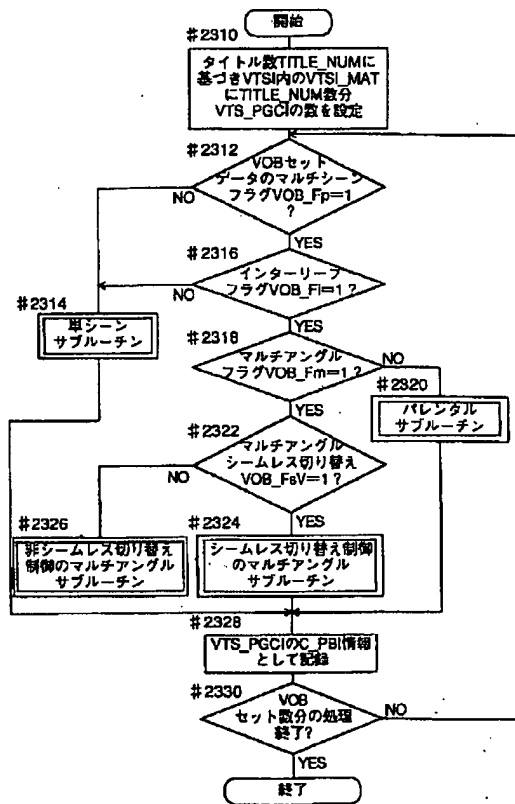 開始
#2310
タイトル数TITLE_NUMに
基づきVTSI内のVTSI_MAT
にTITLE_NUM数分
VTS_PGCIの数を設定
#2312
VOBセット
データのマルチシーン
フラグVOB_Fp=1
?
NO
YES
#2316
インターリーブ
フラグVOB_Fi=1?
NO
YES
#2314
単シーン
サブルーチン
#2318
マルチアングル
フラグVOB_Fm=1?
NO
YES
#2320
パレンタル
サブルーチン
#2322
マルチアングル
シームレス切り替え
VOB_FsV=1?
NO
YES
#2326
非シームレス切り替え
制御のマルチアングル
サブルーチン
#2324
シームレス切り替え制御
のマルチアングル
サブルーチン
#2328
VTS_PGCIのC_PBI情報
として記録
#2330
VOB
セット数分の処理
終了?
NO
YES
終了